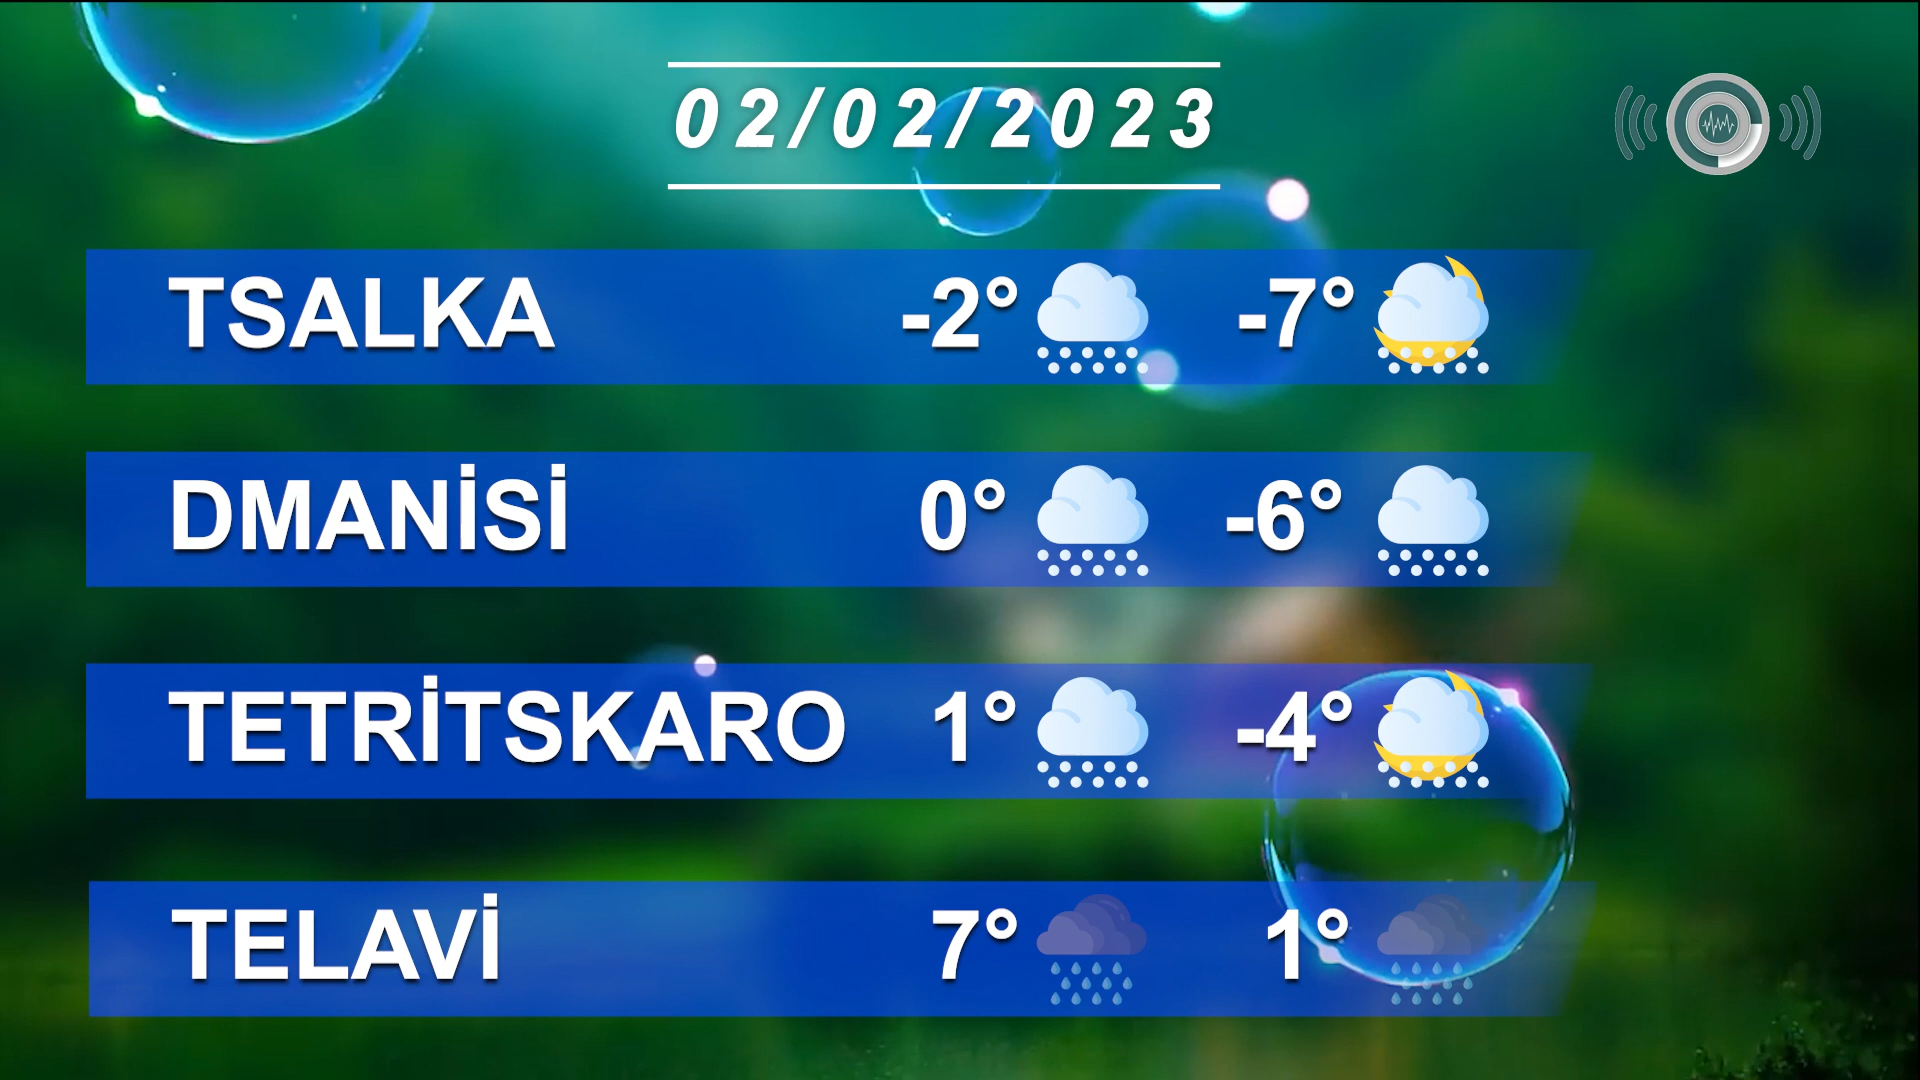 02/02/2023
TSALKA -2° -7°
DMANİSİ 0° -6°
TETRİTSKARO 1° -4°
TELAVİ 7° 1°